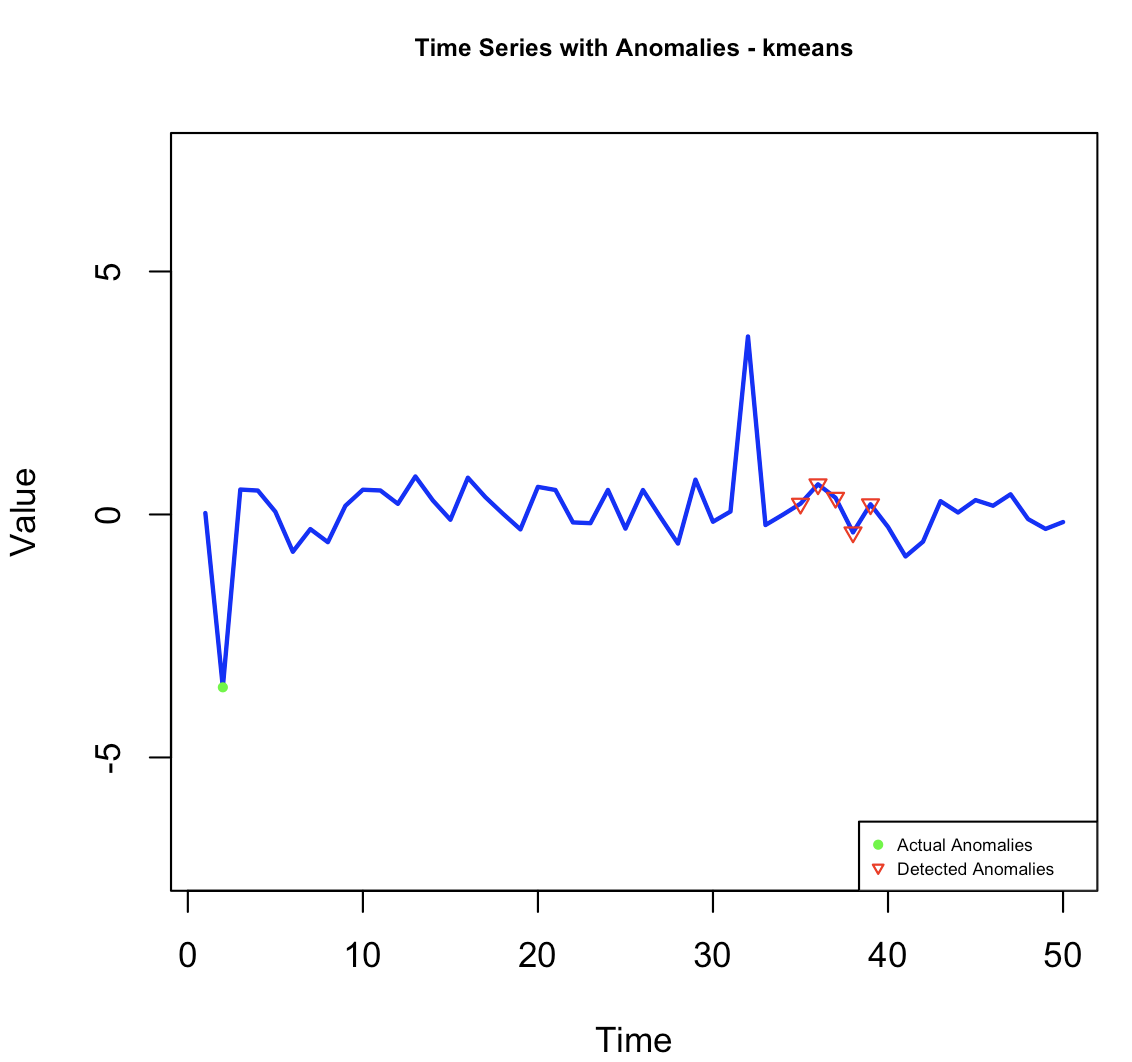 Time Series with Anomalies - kmeans
Value
5
0
-5
Actual Anomalies
Detected Anomalies
0 10 20 30 40 50
Time